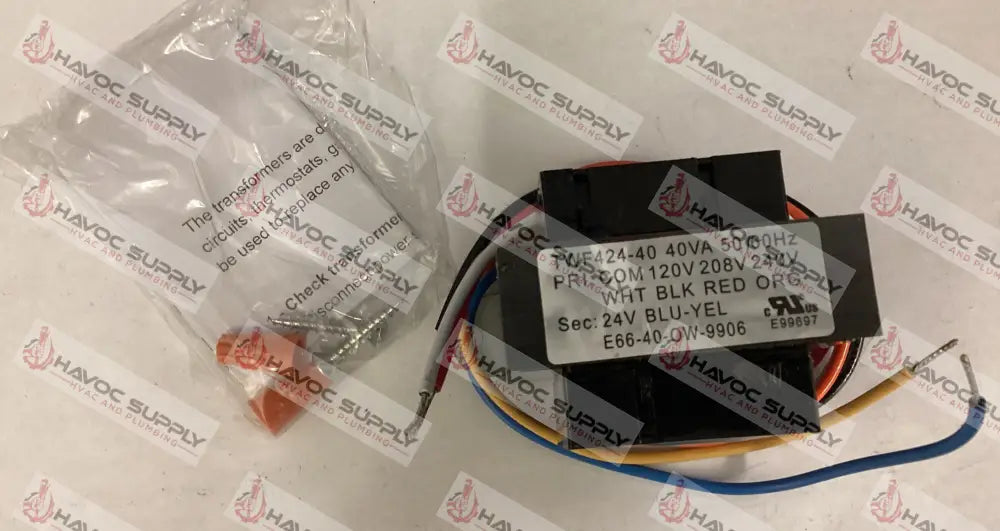 HAVOC SUPPLY
HVAC AND PLUMBING
The transformers are
circuits, thermostats,
be used to replace any
Check transformer
TWE424-40 40VA 50/60Hz
PRI: COM 120V 208V 240V
WHT BLK RED ORG
Sec: 24V BLU-YEL
E66-40-OW-9906
c RU us
E99697